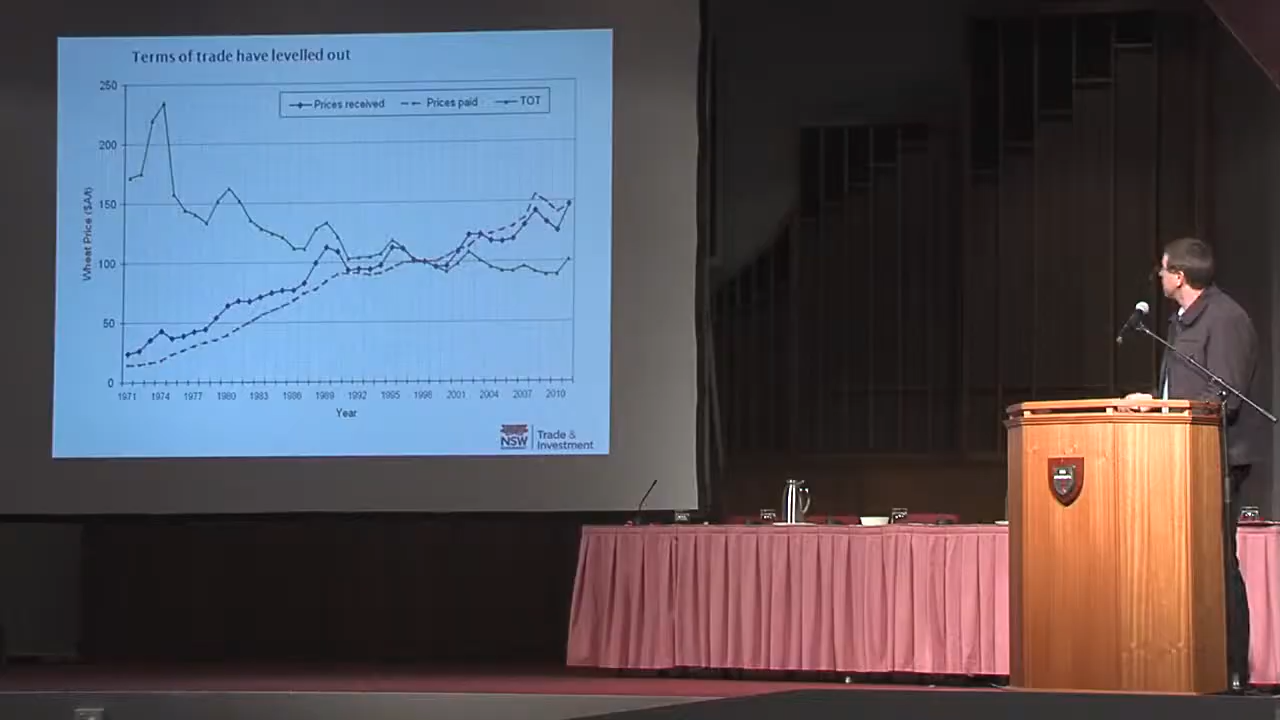 Terms of trade have levelled out
250
200
150
100
50
0
Wheat Price ($A/t)
Prices received
Prices paid
TOT
1971 1974 1977 1980 1983 1986 1989 1992 1995 1998 2001 2004 2007 2010
Year
NSW
Trade &
Investment